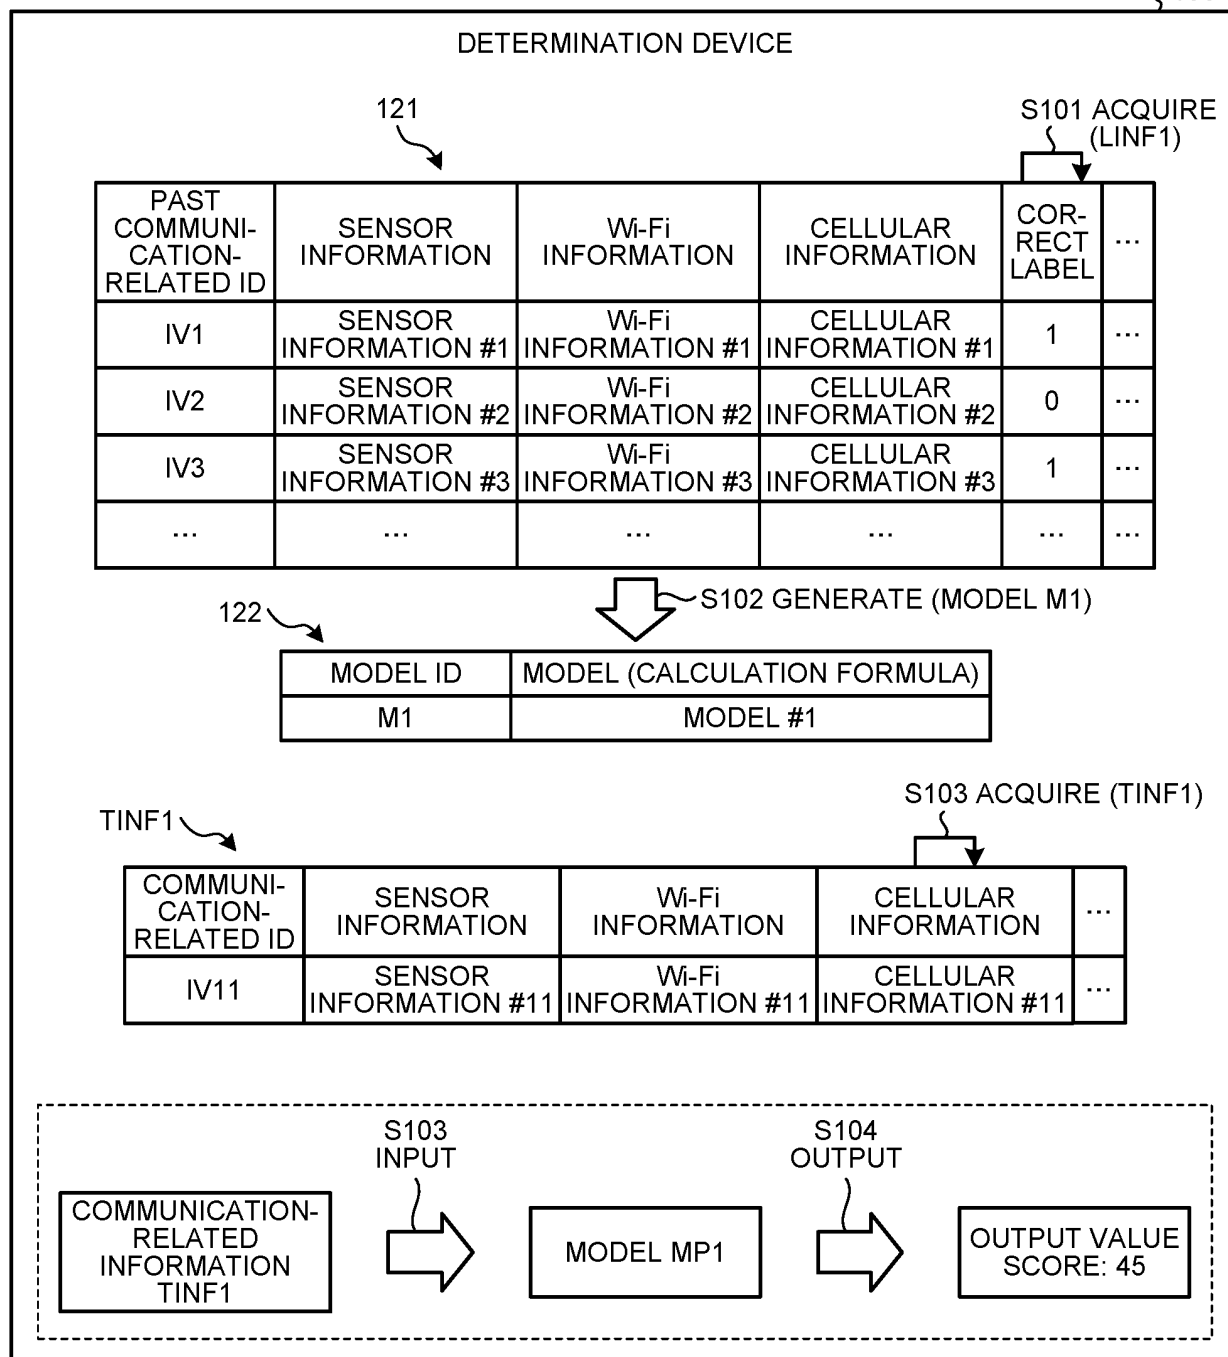 DETERMINATION DEVICE
121
S101 ACQUIRE
(LINF1)
PAST
COMMUNI-
CATION-
RELATED ID
SENSOR
INFORMATION
Wi-Fi
INFORMATION
CELLULAR
INFORMATION
COR-
RECT
LABEL
...
IV1
SENSOR
INFORMATION #1
Wi-Fi
INFORMATION #1
CELLULAR
INFORMATION #1
1
...
IV2
SENSOR
INFORMATION #2
Wi-Fi
INFORMATION #2
CELLULAR
INFORMATION #2
0
...
IV3
SENSOR
INFORMATION #3
Wi-Fi
INFORMATION #3
CELLULAR
INFORMATION #3
1
...
...
...
...
...
...
...
S102 GENERATE (MODEL M1)
122
MODEL ID
MODEL (CALCULATION FORMULA)
M1
MODEL #1
S103 ACQUIRE (TINF1)
TINF1
COMMUNI-
CATION-
RELATED ID
SENSOR
INFORMATION
Wi-Fi
INFORMATION
CELLULAR
INFORMATION
...
IV11
SENSOR
INFORMATION #11
Wi-Fi
INFORMATION #11
CELLULAR
INFORMATION #11
...
S103
INPUT
S104
OUTPUT
COMMUNICATION-
RELATED
INFORMATION
TINF1
MODEL MP1
OUTPUT VALUE
SCORE: 45